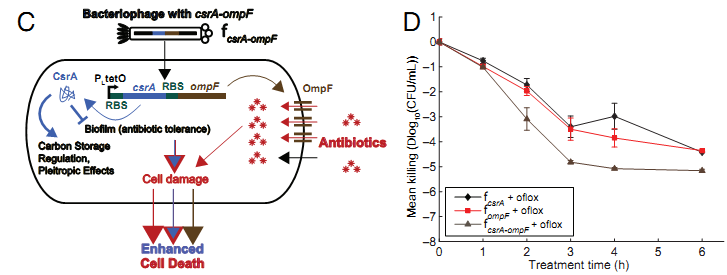 C
Bacteriophage with csrA-ompF
fcsrA-ompF
CsrA
PLtetO
csrA RBS ompF
RBS
OmpF
Biofilm (antibiotic tolerance)
Antibiotics
Carbon Storage
Regulation,
Pleitropic Effects
Cell damage
Enhanced
Cell Death
D
Mean killing (Dlog10(CFU/mL))
0
−1
−2
−3
−4
−5
−6
−7
−8
fcsrA + oflox
fompF + oflox
fcsrA-ompF + oflox
0 1 2 3 4 5 6
Treatment time (h)